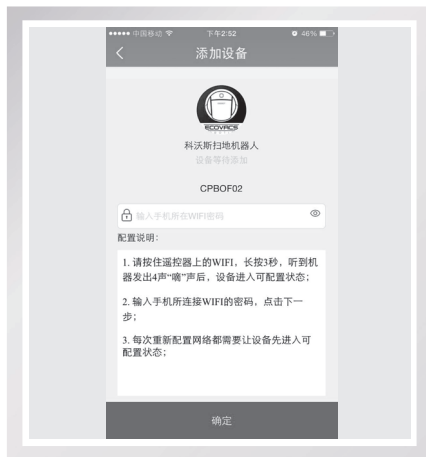 中国移动 下午2:52 46%
添加设备
ECOVACS
科沃斯扫地机器人
设备等待添加
CPBOF02
输入手机所在WIFI密码
配置说明：
1. 请按住遥控器上的WIFI，长按3秒，听到机
器发出4声“嘀”声后，设备进入可配置状态；
2. 输入手机所连接WIFI的密码，点击下一
步；
3. 每次重新配置网络都需要让设备先进入可
配置状态；
确定